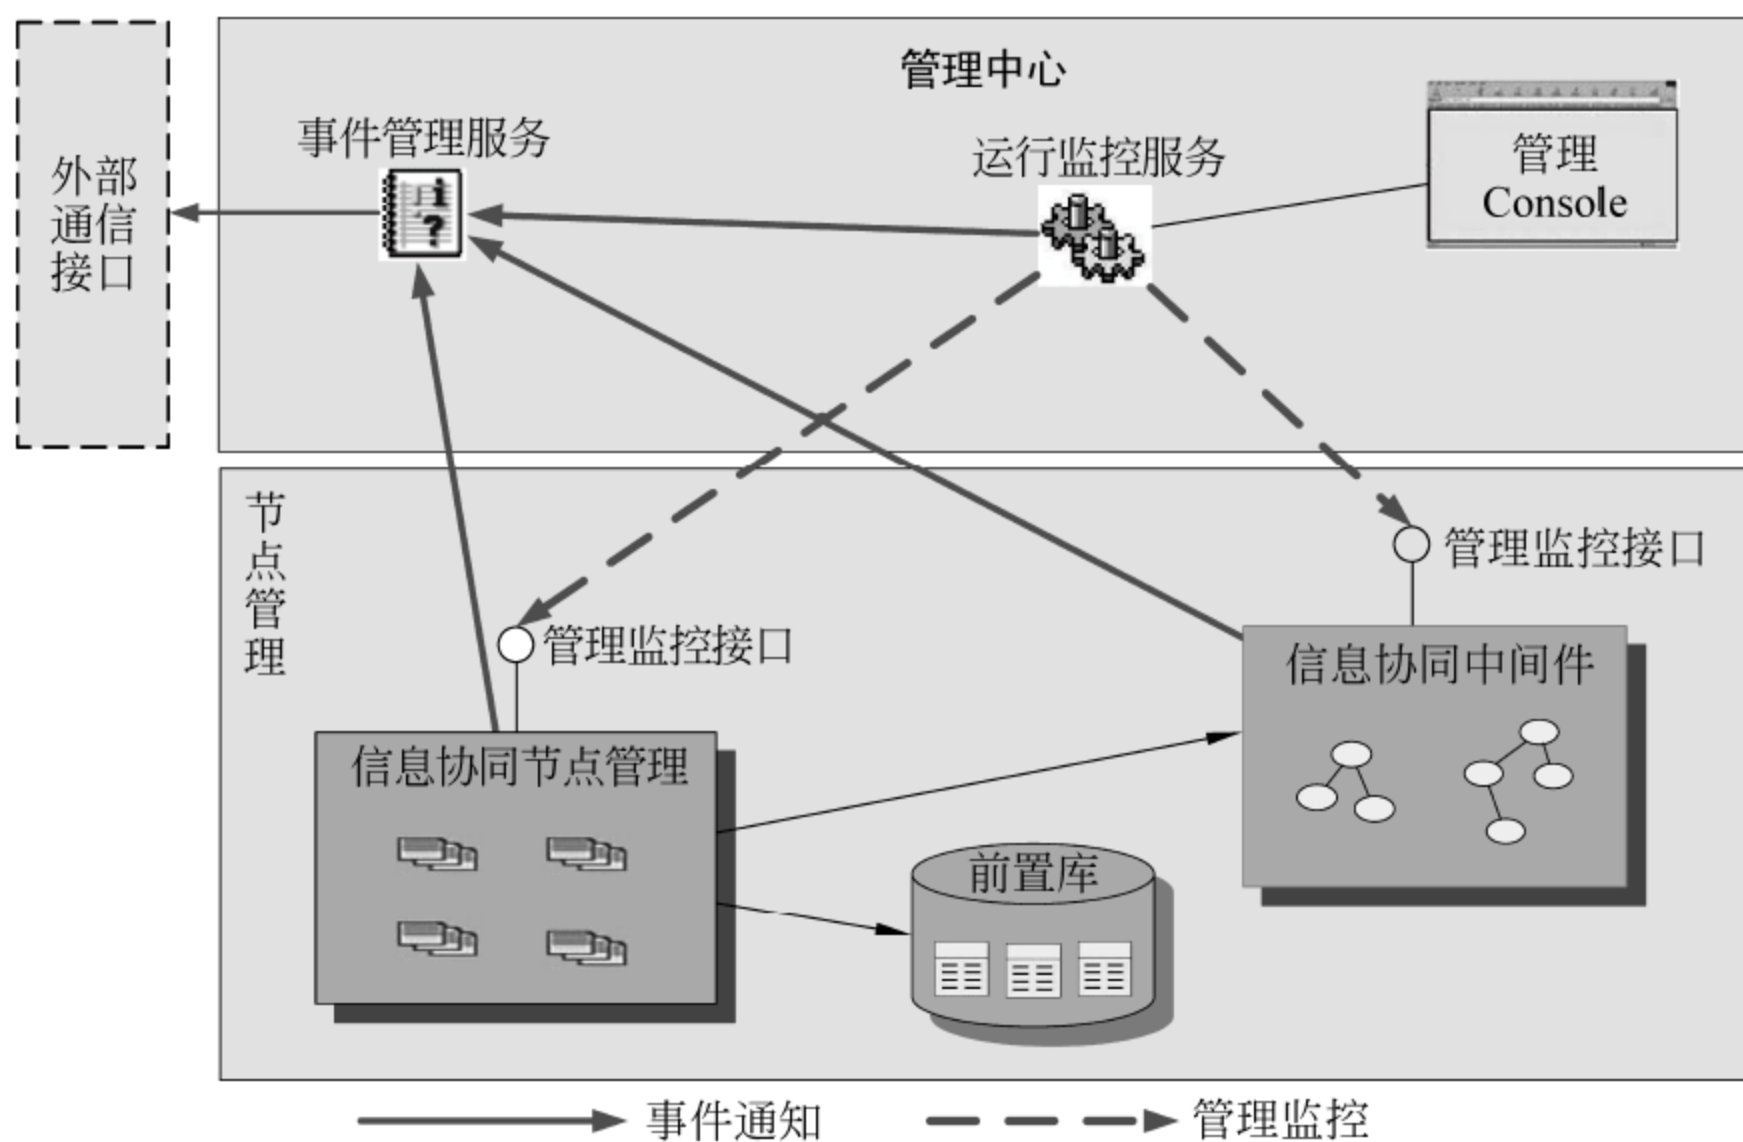 管理中心
外部
通信
接口
事件管理服务
运行监控服务
管理
Console
节
点
管
理
管理监控接口
管理监控接口
信息协同中间件
信息协同节点管理
前置库
事件通知
管理监控